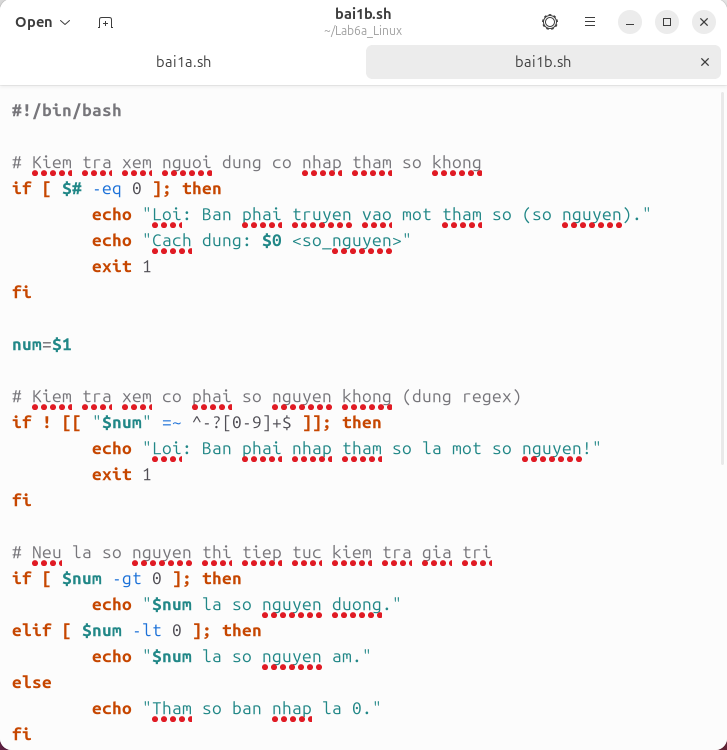 Open
bai1b.sh
~/Lab6a_Linux
bai1a.sh
bai1b.sh
#!/bin/bash
# Kiem tra xem nguoi dung co nhap tham so khong
if [ $# -eq 0 ]; then
echo "Loi: Ban phai truyen vao mot tham so (so nguyen)."
echo "Cach dung: $0 <so_nguyen>"
exit 1
fi
num=$1
# Kiem tra xem co phai so nguyen khong (dung regex)
if ! [[ "$num" =~ ^-?[0-9]+$ ]]; then
echo "Loi: Ban phai nhap tham so la mot so nguyen!"
exit 1
fi
# Neu la so nguyen thi tiep tuc kiem tra gia tri
if [ $num -gt 0 ]; then
echo "$num la so nguyen duong."
elif [ $num -lt 0 ]; then
echo "$num la so nguyen am."
else
echo "Tham so ban nhap la 0."
fi